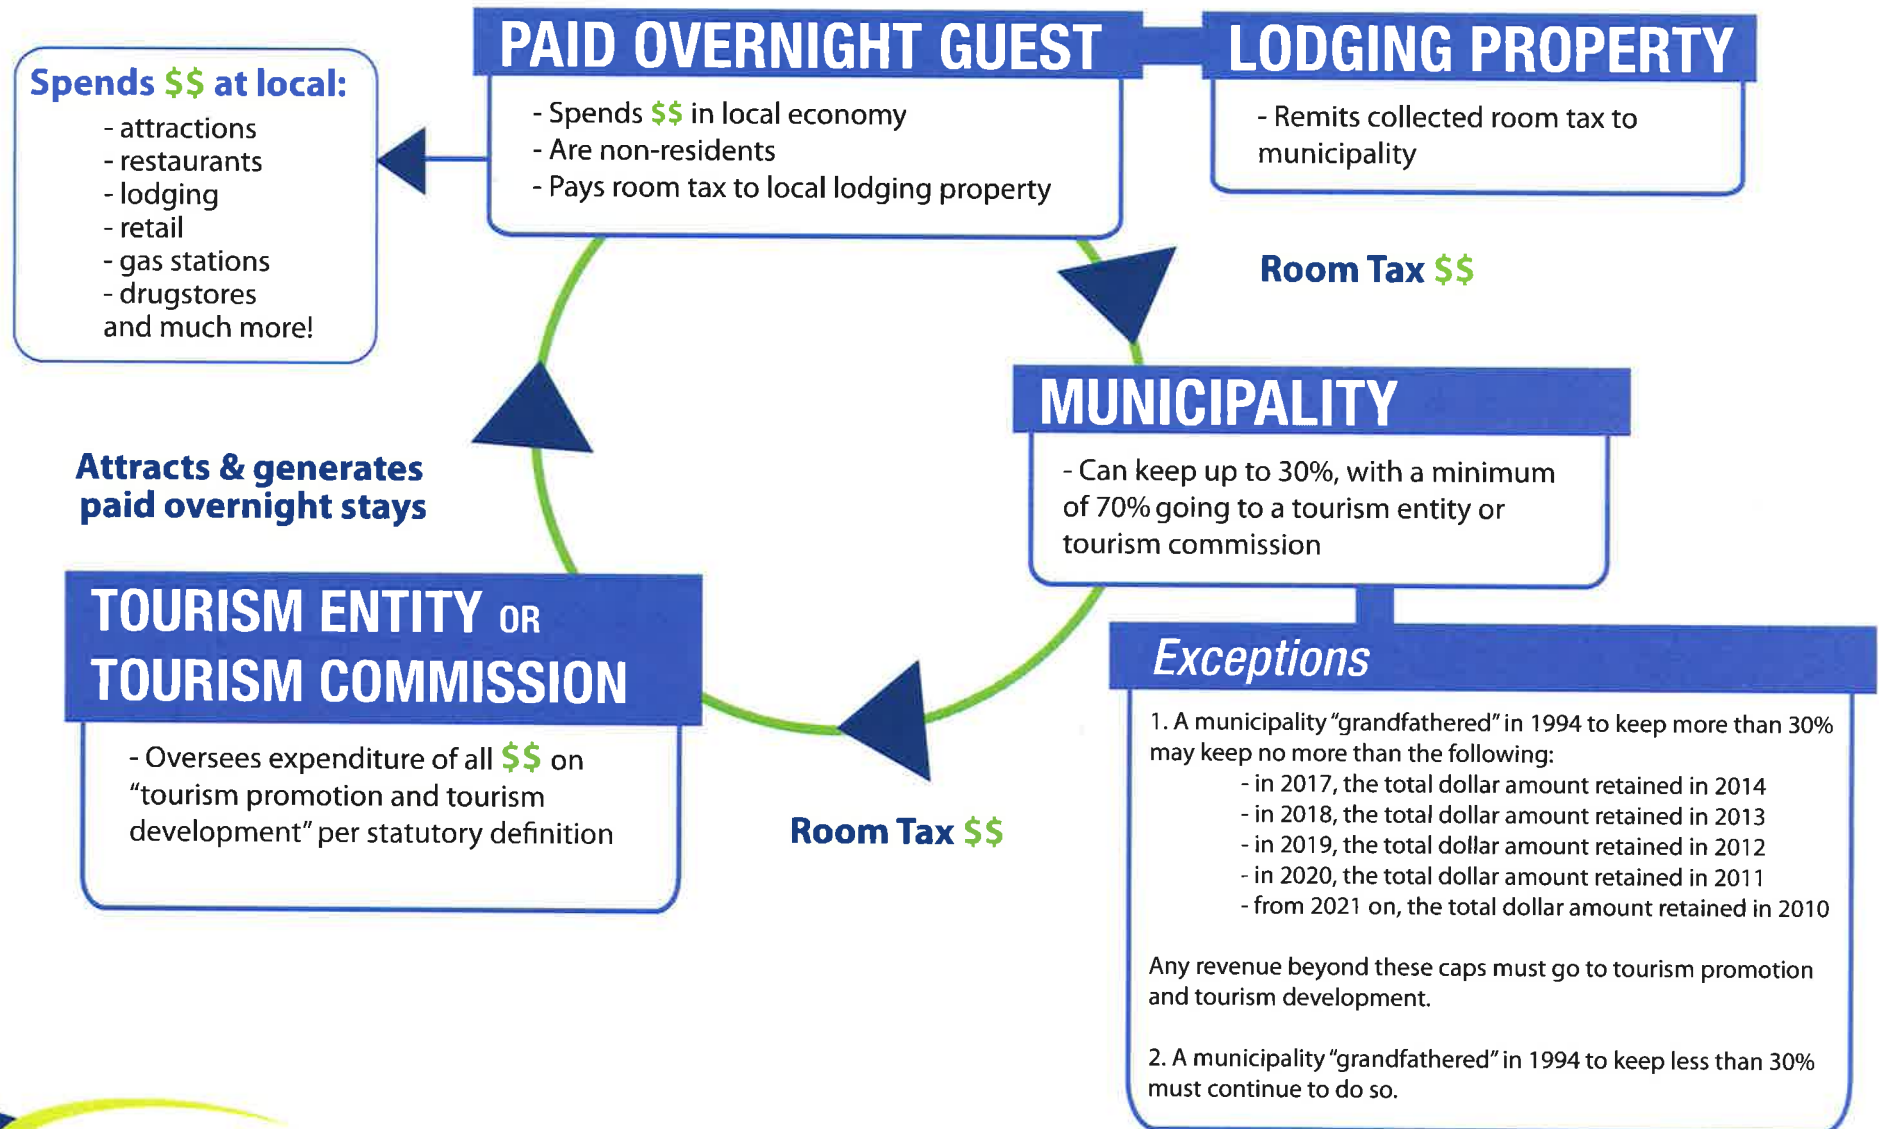 PAID OVERNIGHT GUEST
- Spends $$ in local economy
- Are non-residents
- Pays room tax to local lodging property
LODGING PROPERTY
- Remits collected room tax to
municipality
Spends $$ at local:
- attractions
- restaurants
- lodging
- retail
- gas stations
- drugstores
and much more!
Room Tax $$
MUNICIPALITY
- Can keep up to 30%, with a minimum
of 70% going to a tourism entity or
tourism commission
Attracts & generates
paid overnight stays
TOURISM ENTITY OR
TOURISM COMMISSION
- Oversees expenditure of all $$ on
"tourism promotion and tourism
development" per statutory definition
Room Tax $$
Exceptions
1. A municipality "grandfathered" in 1994 to keep more than 30%
may keep no more than the following:
- in 2017, the total dollar amount retained in 2014
- in 2018, the total dollar amount retained in 2013
- in 2019, the total dollar amount retained in 2012
- in 2020, the total dollar amount retained in 2011
- from 2021 on, the total dollar amount retained in 2010
Any revenue beyond these caps must go to tourism promotion
and tourism development.
2. A municipality "grandfathered" in 1994 to keep less than 30%
must continue to do so.